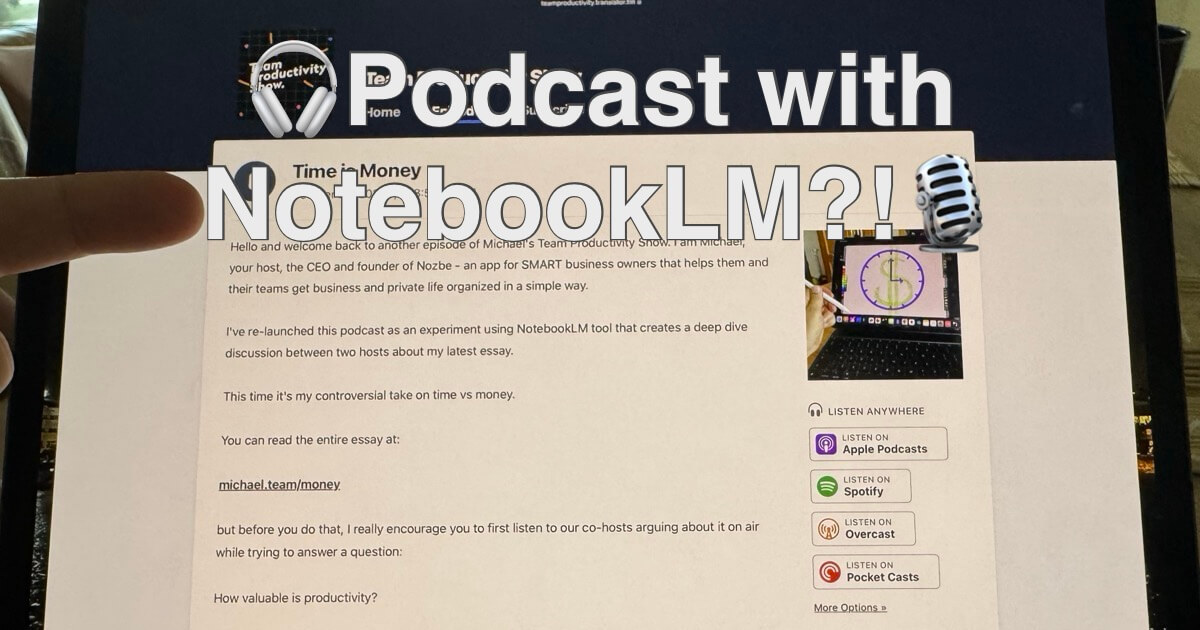 Team
Productivity
Show.
🎧Podcast with
Home
Time is Money
NotebookLM?!🎙
Hello and welcome back to another episode of Michael's Team Productivity Show. I am Michael,
your host, the CEO and founder of Nozbe - an app for SMART business owners that helps them and
their teams get business and private life organized in a simple way.
I've re-launched this podcast as an experiment using NotebookLM tool that creates a deep dive
discussion between two hosts about my latest essay.
This time it's my controversial take on time vs money.
You can read the entire essay at:
michael.team/money
but before you do that, I really encourage you to first listen to our co-hosts arguing about it on air
while trying to answer a question:
How valuable is productivity?
LISTEN ANYWHERE
LISTEN ON
Apple Podcasts
LISTEN ON
Spotify
LISTEN ON
Overcast
LISTEN ON
Pocket Casts
More Options »